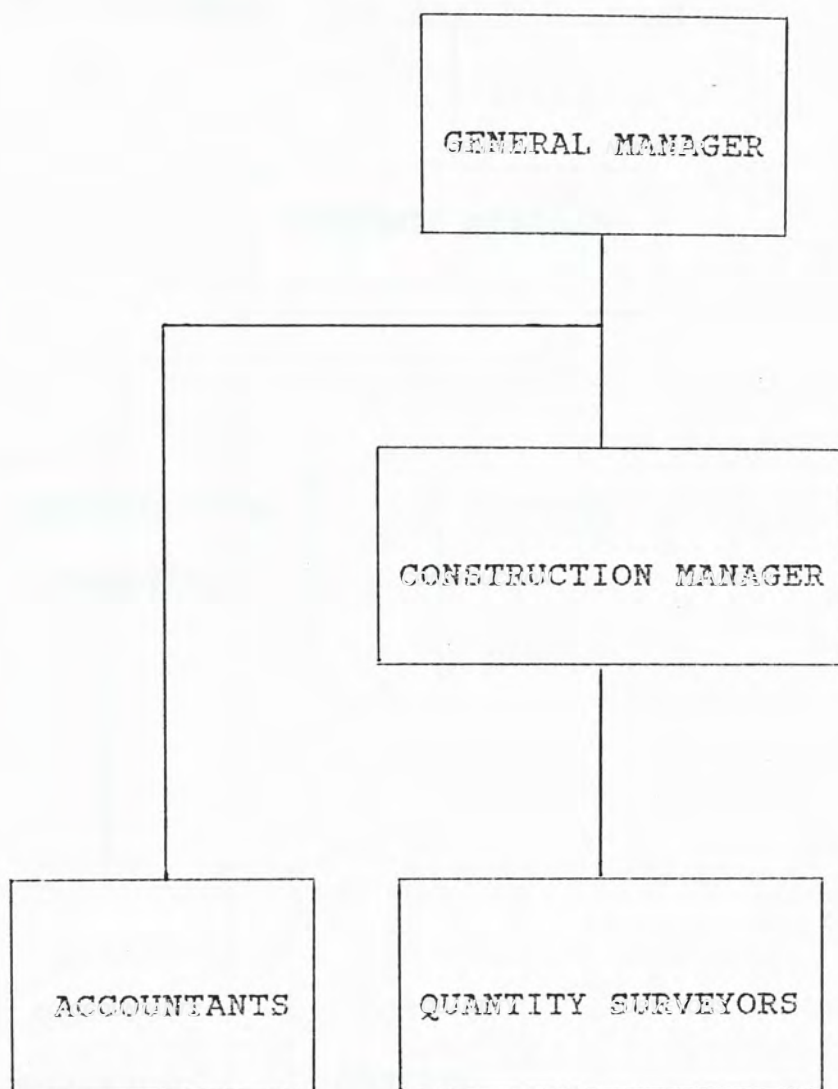 GENERAL MANAGER
CONSTRUCTION MANAGER
ACCOUNTANTS
QUANTITY SURVEYORS